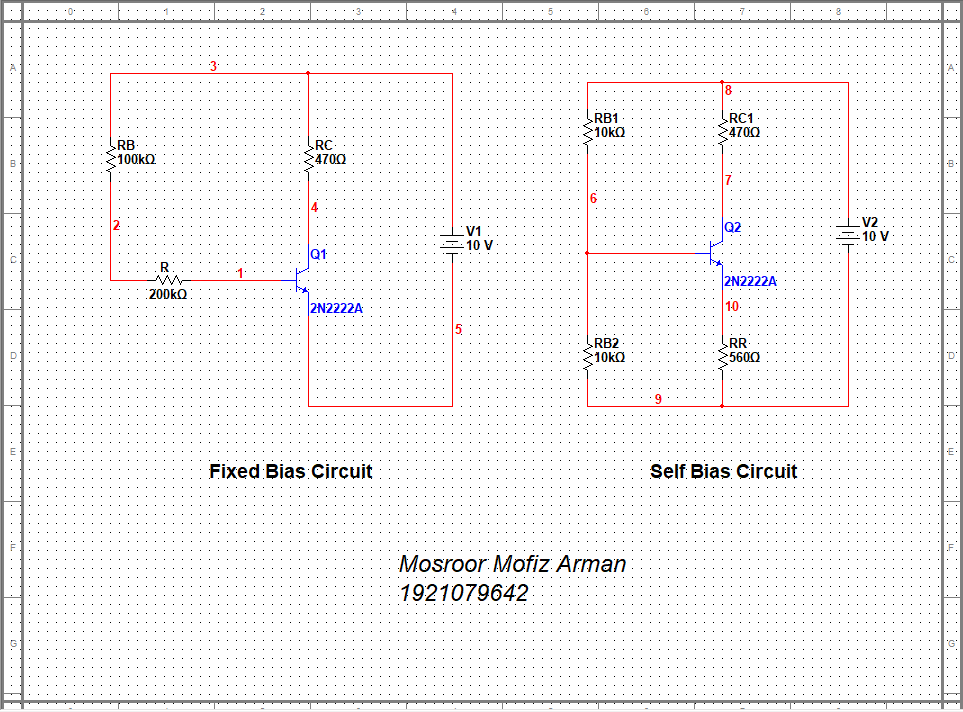 0 1 2 3 4 5 6 7 8
A A
B B
C C
D D
E E
F F
G G
3
RB
100kΩ
RC
470Ω
2
4
R
200kΩ
1
Q1
2N2222A
V1
10 V
5
Fixed Bias Circuit
8
RB1
10kΩ
RC1
470Ω
6
7
Q2
2N2222A
V2
10 V
10
RB2
10kΩ
RR
560Ω
9
Self Bias Circuit
Mosroor Mofiz Arman
1921079642